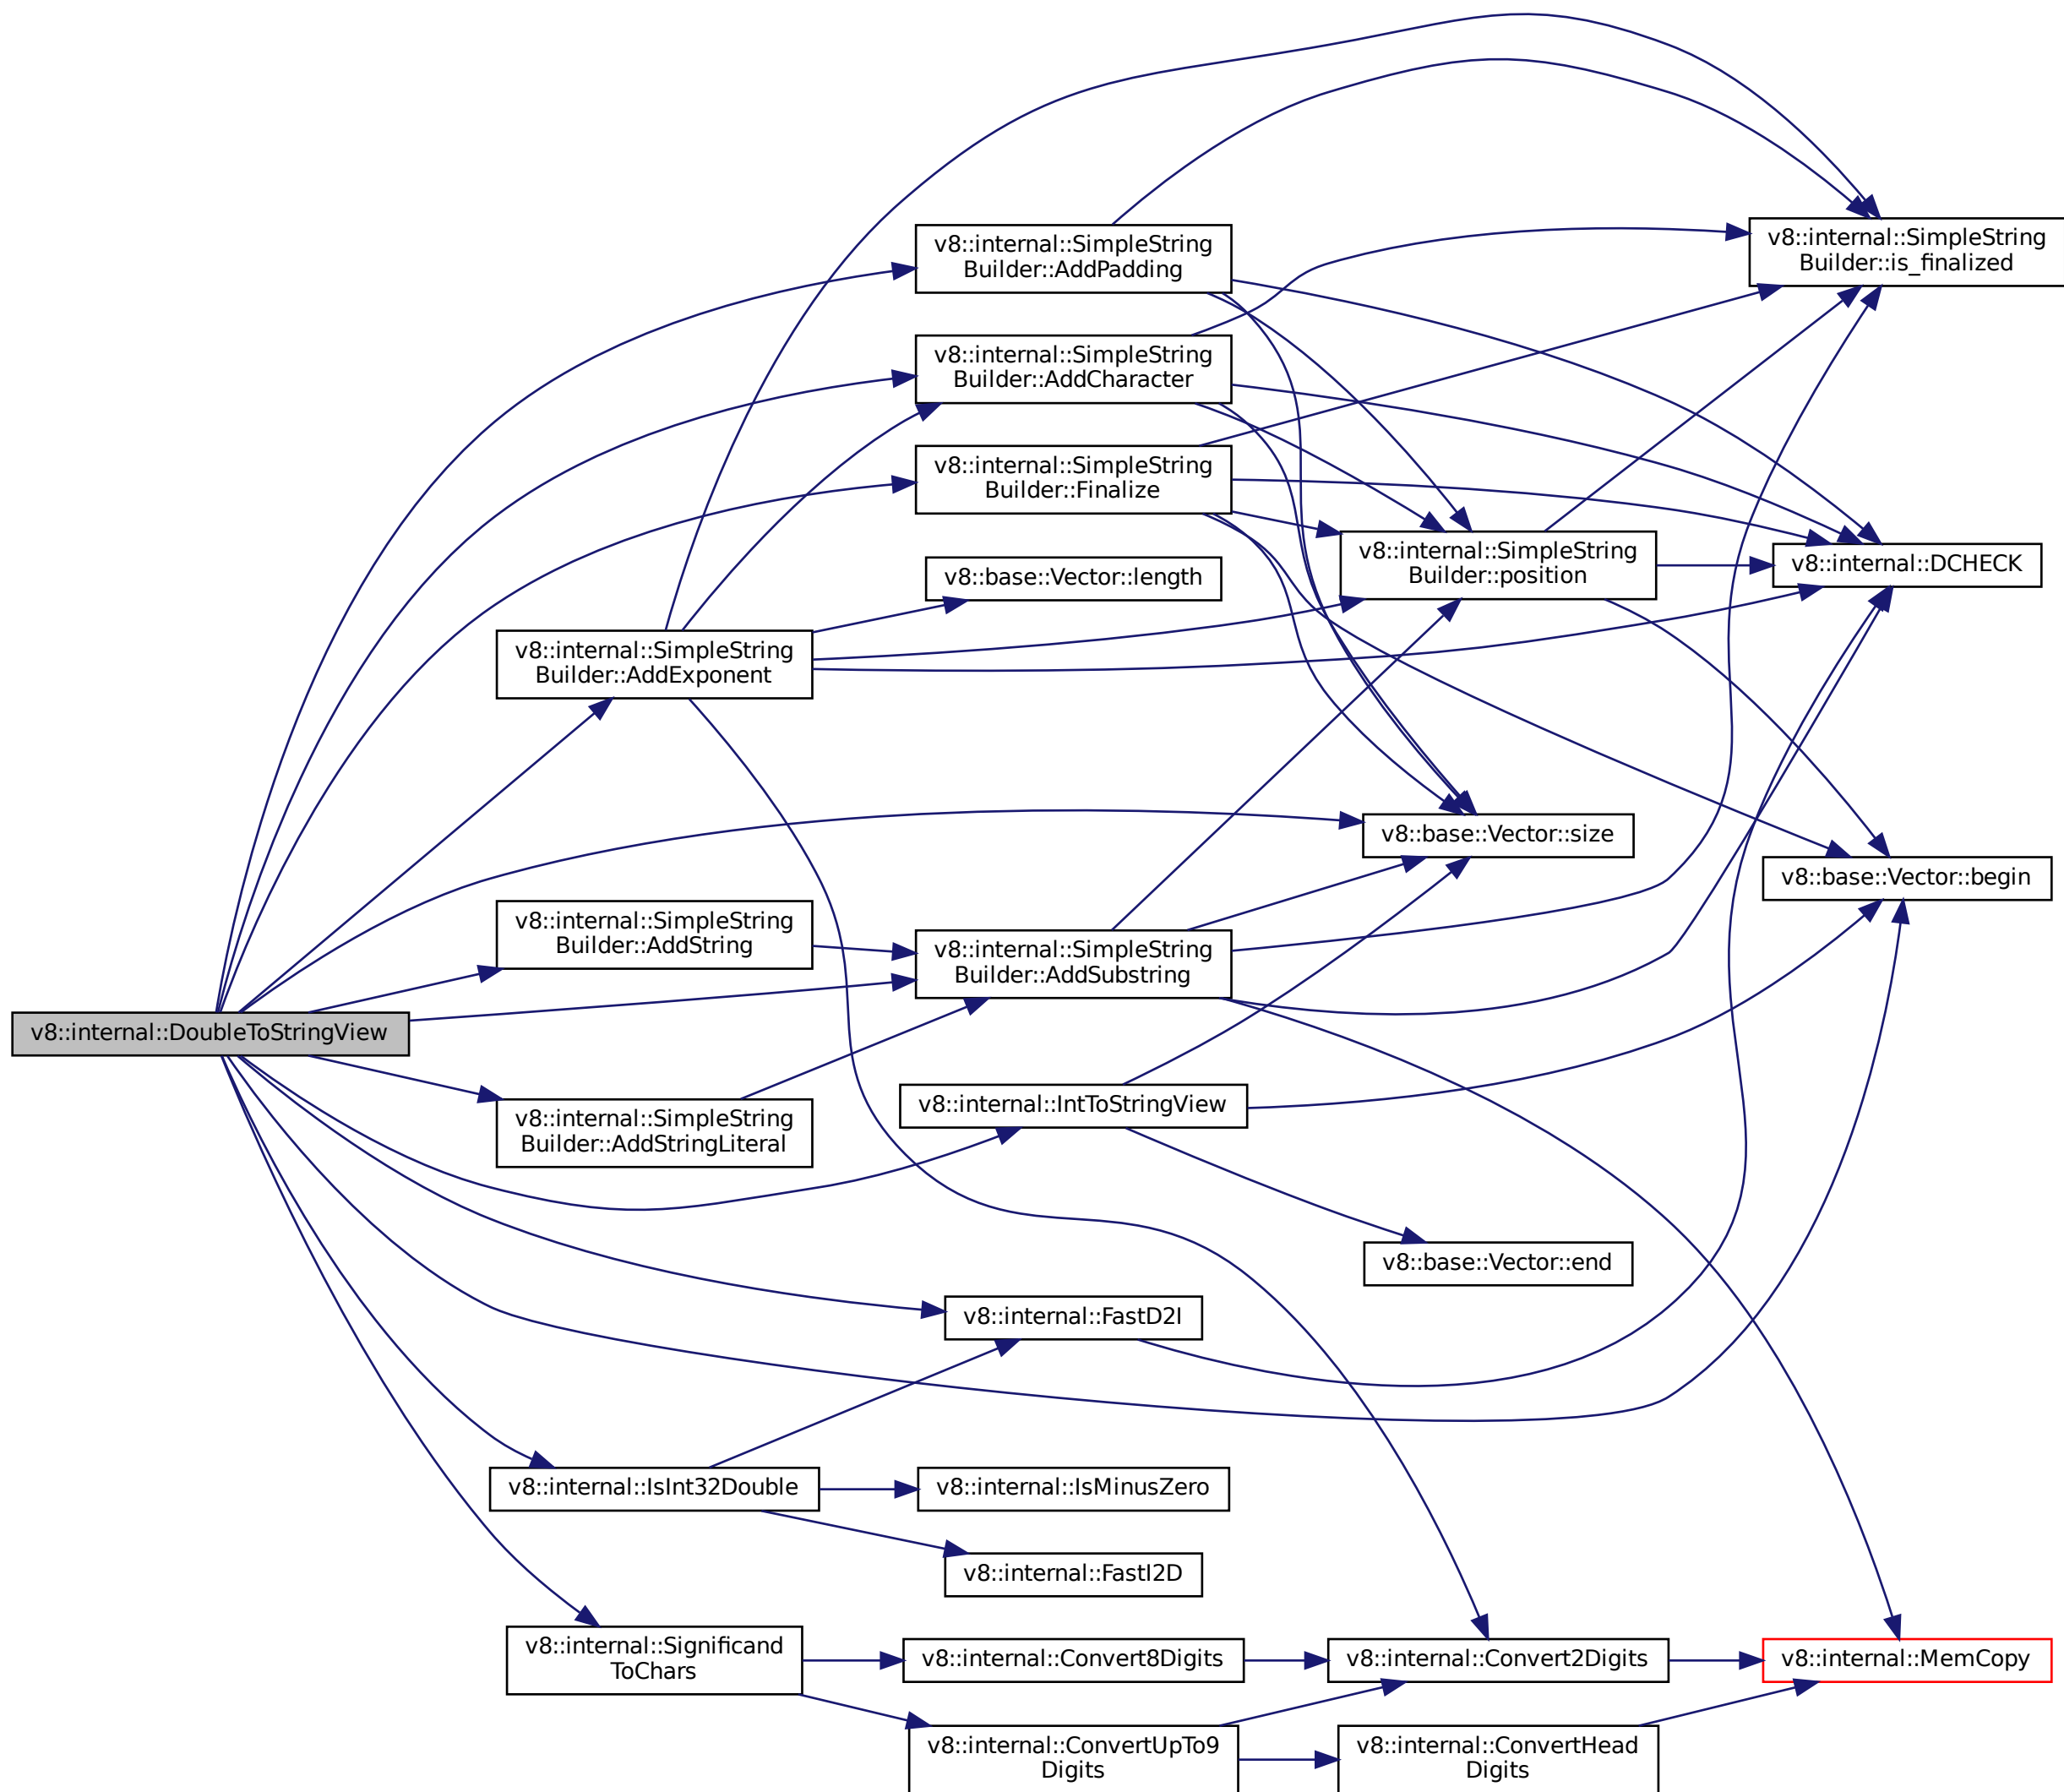 v8::internal::SimpleString
Builder::AddPadding
v8::internal::SimpleString
Builder::is_finalized
v8::internal::SimpleString
Builder::AddCharacter
v8::internal::SimpleString
Builder::Finalize
v8::internal::SimpleString
Builder::position
v8::internal::DCHECK
v8::base::Vector::length
v8::internal::SimpleString
Builder::AddExponent
v8::base::Vector::size
v8::base::Vector::begin
v8::internal::SimpleString
Builder::AddString
v8::internal::SimpleString
Builder::AddSubstring
v8::internal::DoubleToStringView
v8::internal::SimpleString
Builder::AddStringLiteral
v8::internal::IntToStringView
v8::base::Vector::end
v8::internal::FastD2I
v8::internal::IsInt32Double
v8::internal::IsMinusZero
v8::internal::FastI2D
v8::internal::Significand
ToChars
v8::internal::Convert8Digits
v8::internal::Convert2Digits
v8::internal::MemCopy
v8::internal::ConvertUpTo9
Digits
v8::internal::ConvertHead
Digits